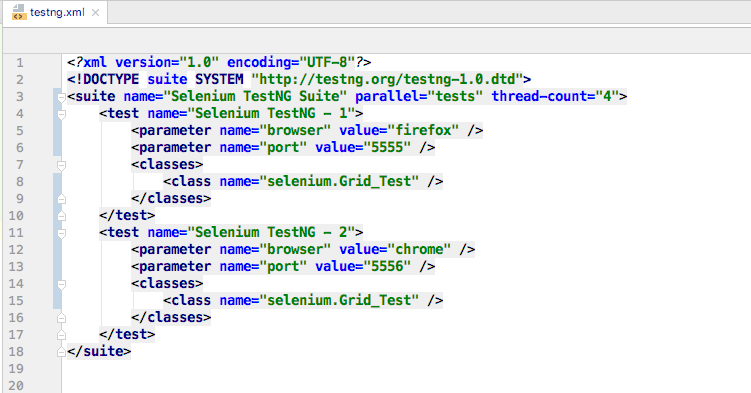 testng.xml
1 <?xml version="1.0" encoding="UTF-8"?>
2 <!DOCTYPE suite SYSTEM "http://testng.org/testng-1.0.dtd">
3 <suite name="Selenium TestNG Suite" parallel="tests" thread-count="4">
4     <test name="Selenium TestNG - 1">
5         <parameter name="browser" value="firefox" />
6         <parameter name="port" value="5555" />
7         <classes>
8             <class name="selenium.Grid_Test" />
9         </classes>
10     </test>
11     <test name="Selenium TestNG - 2">
12         <parameter name="browser" value="chrome" />
13         <parameter name="port" value="5556" />
14         <classes>
15             <class name="selenium.Grid_Test" />
16         </classes>
17     </test>
18 </suite>
19
20